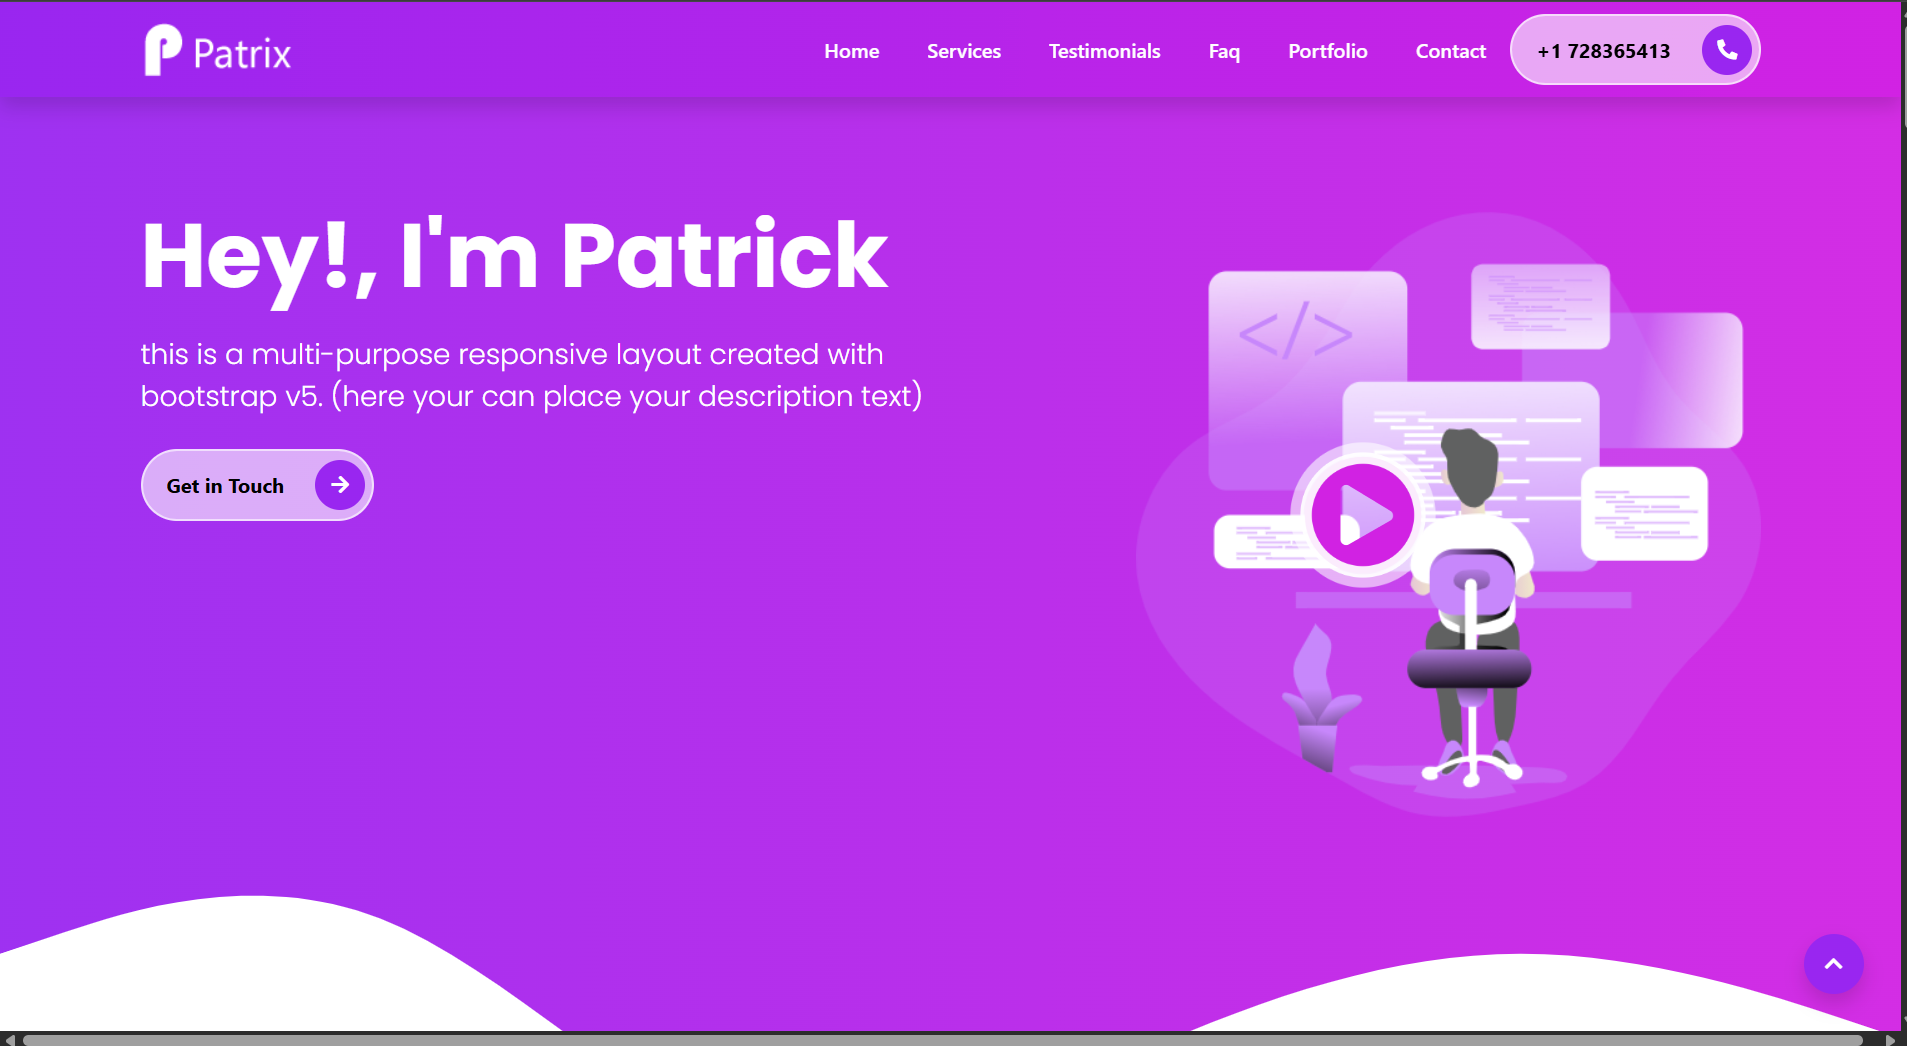 Patrix
Home
Services
Testimonials
Faq
Portfolio
Contact
+1 728365413
Hey!, I'm Patrick
this is a multi-purpose responsive layout created with
bootstrap v5. (here your can place your description text)
Get in Touch
</>